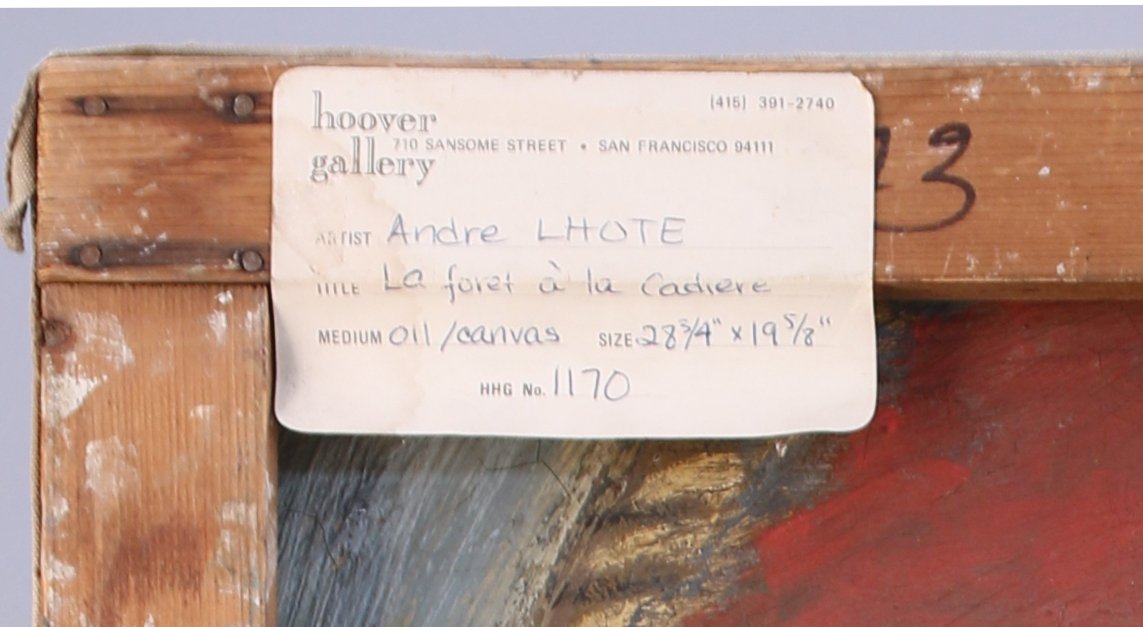 hoover gallery
(415) 391-2740
710 SANSOME STREET • SAN FRANCISCO 94111
ARTIST Andre LHOTE
TITLE La foret à la Cadiere
MEDIUM oil/canvas SIZE 28 3/4" x 19 5/8"
HHG No. 1170
3